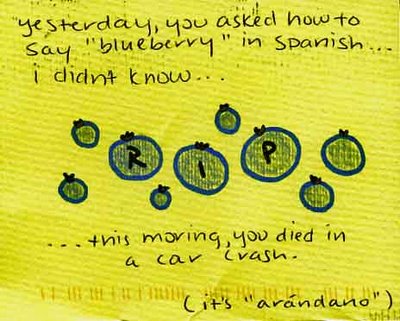 yesterday, you asked how to
say "blueberry" in spanish...
i didnt know...
R I P
...this moring, you died in
a car crash.
(it's "arándano")